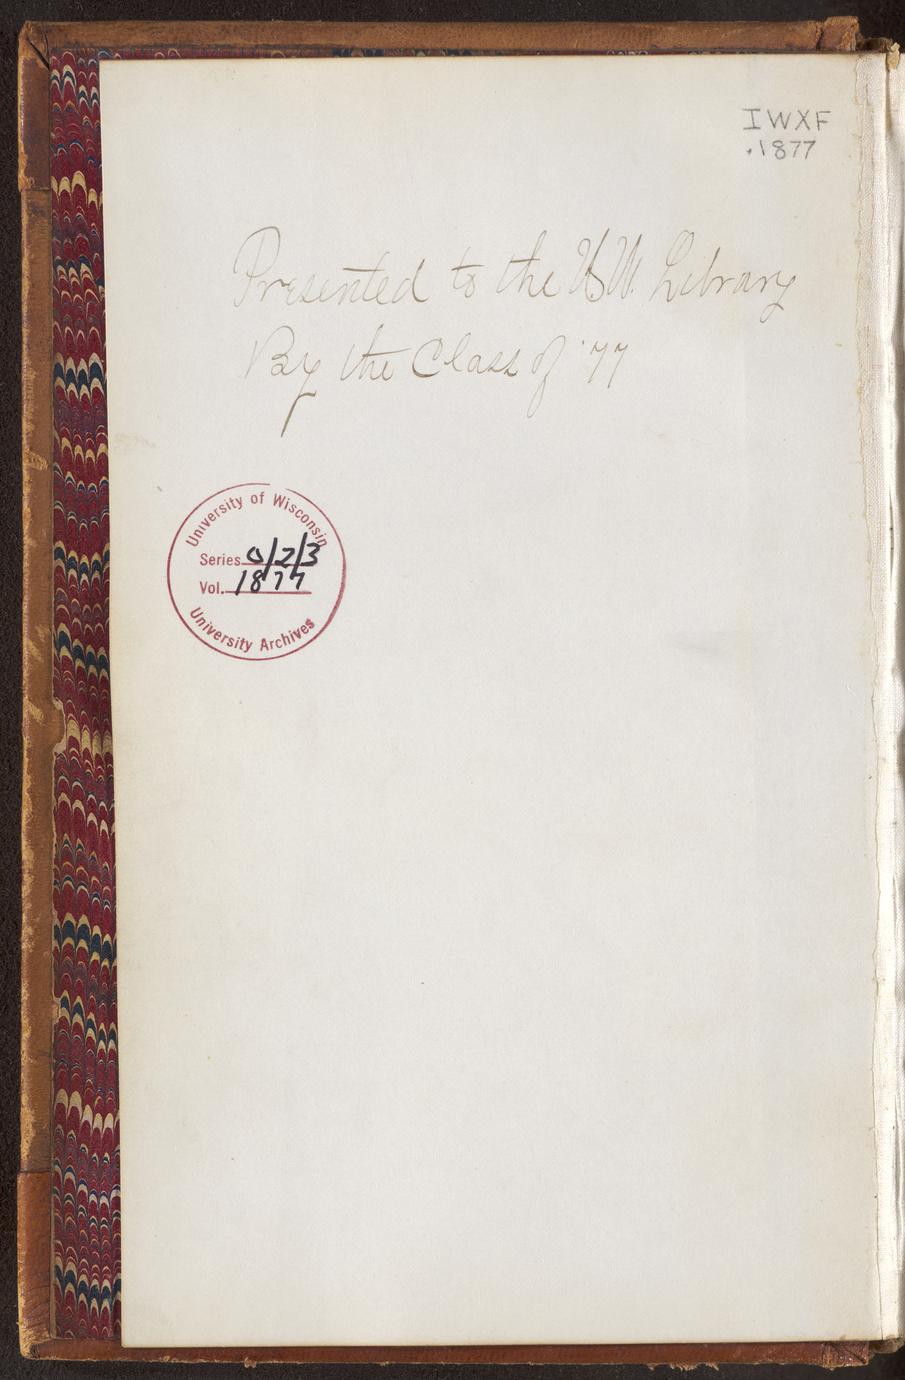 IWXF
.1877
Presented to the U.W. Library
By the Class of '77
University of Wisconsin
Series 0/2/3
Vol. 1877
University Archives